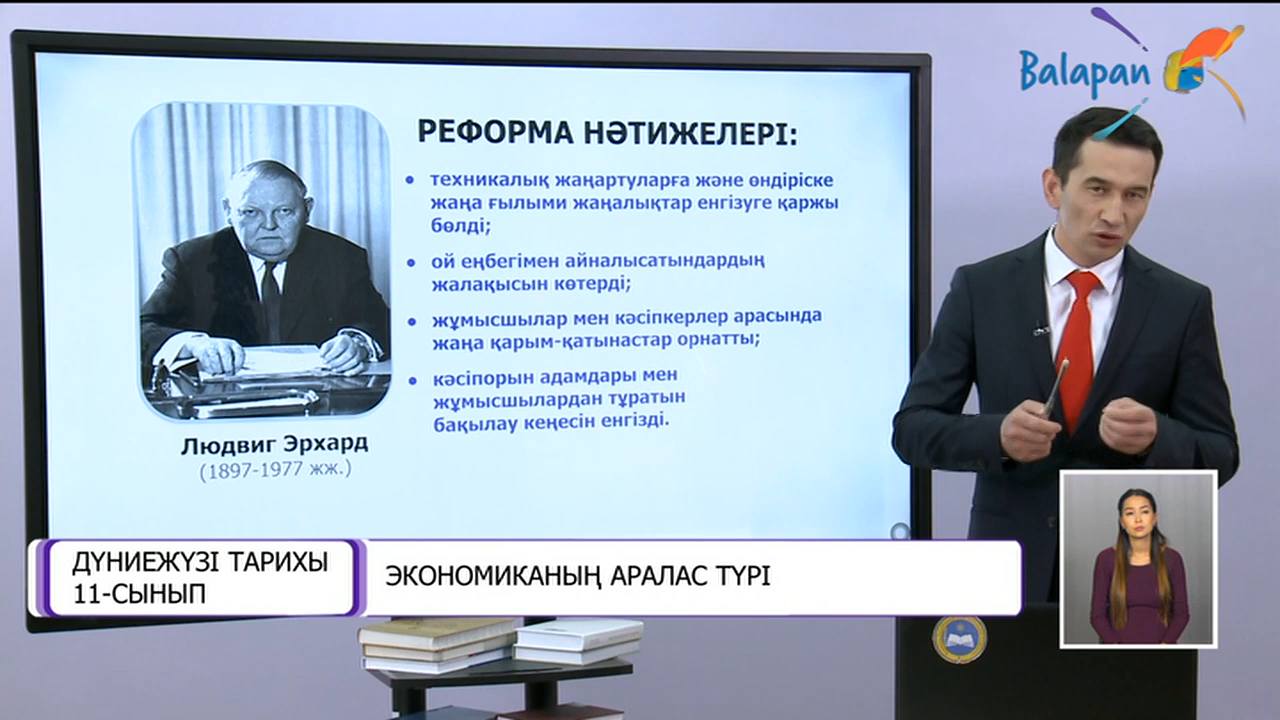 Balapan
РЕФОРМА НӘТИЖЕЛЕРІ:
• техникалық жаңартуларға және өндіріске
жаңа ғылыми жаңалықтар енгізуге қаржы
бөлді;
• ой еңбегімен айналысатындардың
жалақысын көтерді;
• жұмысшылар мен кәсіпкерлер арасында
жаңа қарым-қатынастар орнатты;
• кәсіпорын адамдары мен
жұмысшылардан тұратын
бақылау кеңесін енгізді.
Людвиг Эрхард
(1897-1977 жж.)
ДҮНИЕЖҮЗІ ТАРИХЫ
11-СЫНЫП
ЭКОНОМИКАНЫҢ АРАЛАС ТҮРІ